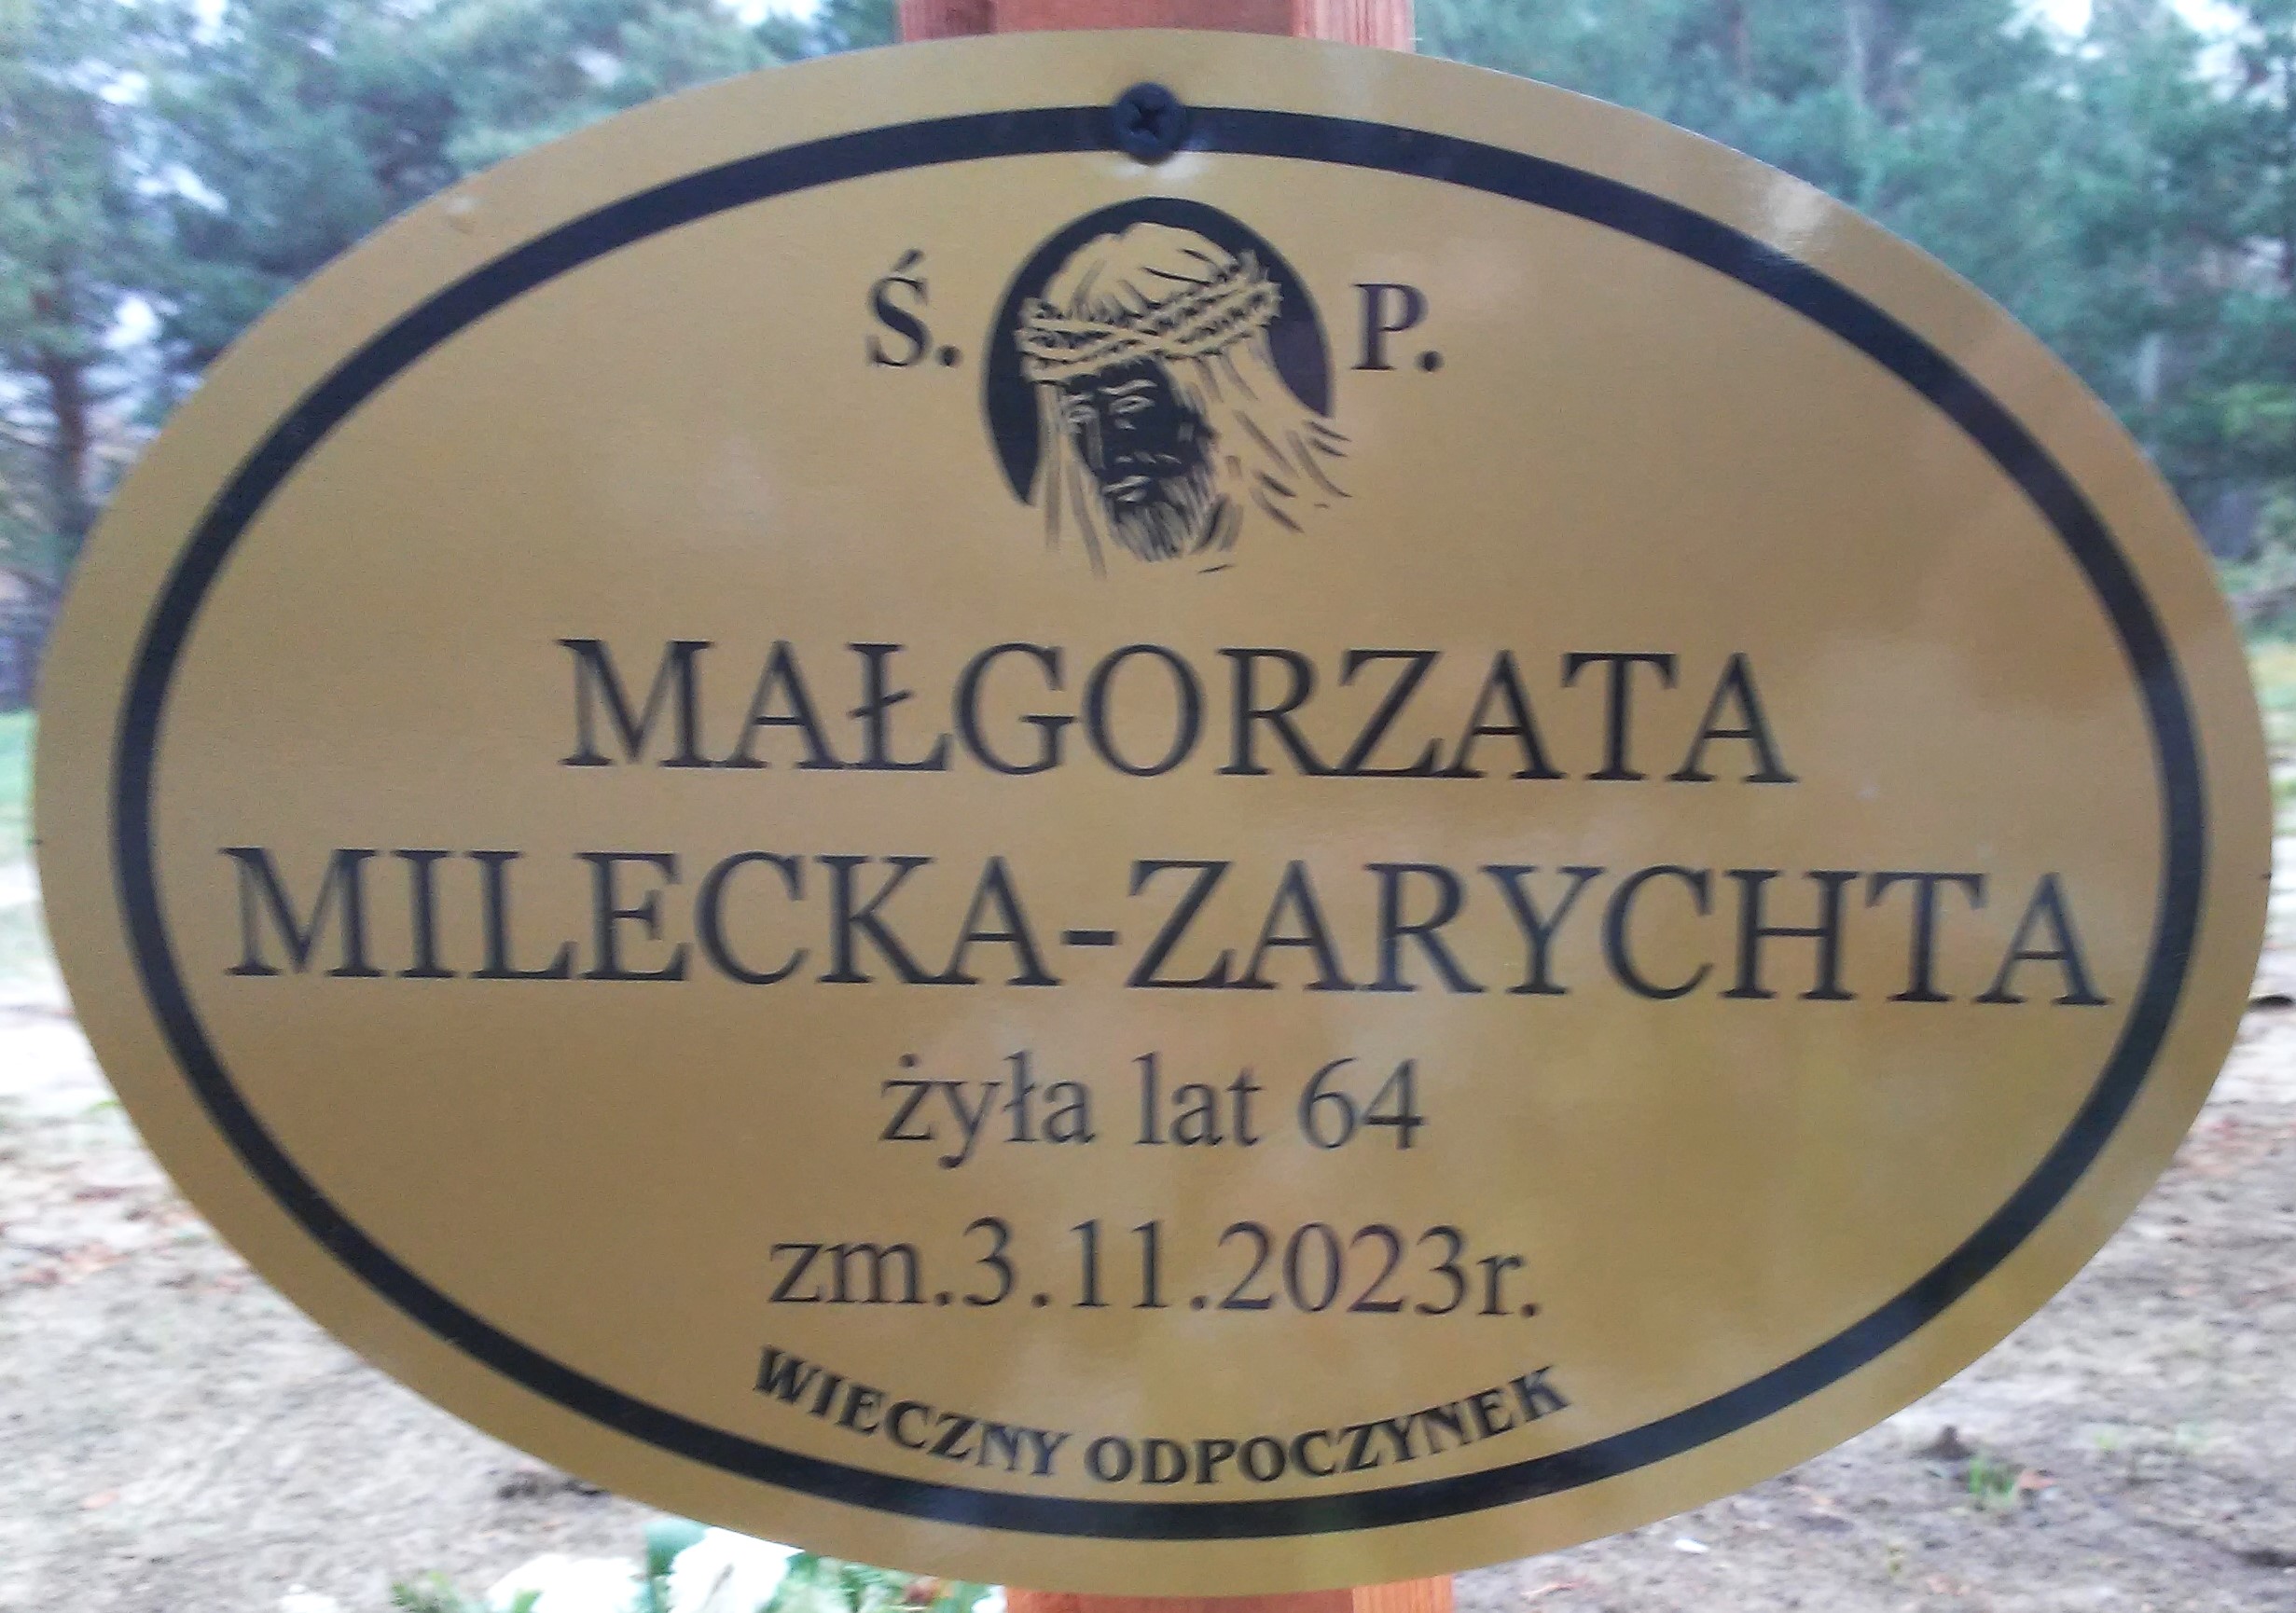 Ś. P.
MAŁGORZATA
MILECKA-ZARYCHTA
żyła lat 64
zm.3.11.2023r.
WIECZNY ODPOCZYNEK